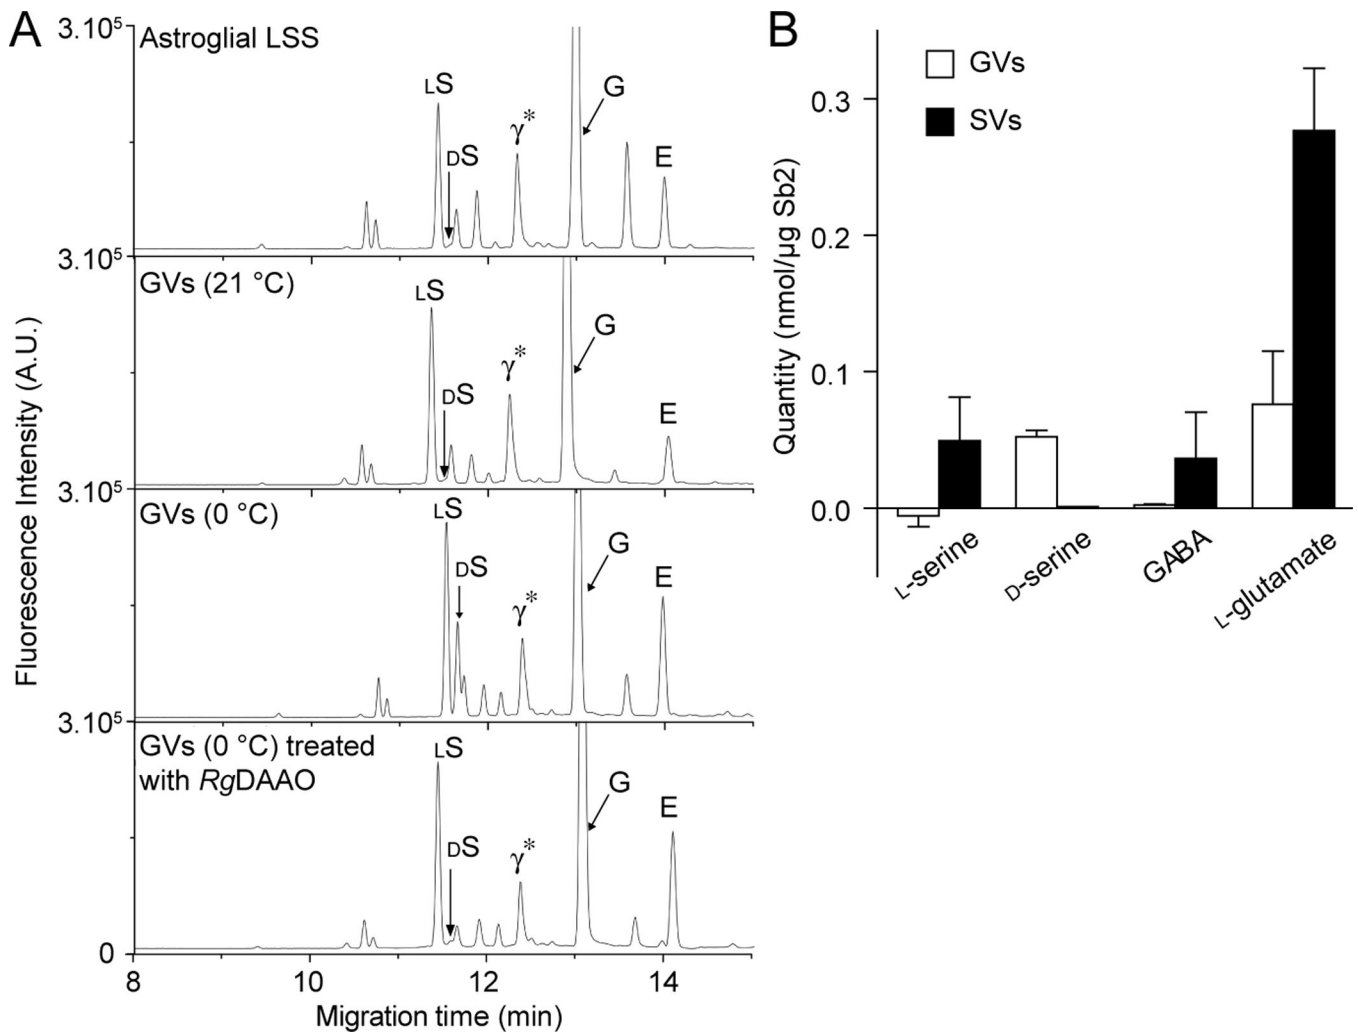 A
Fluorescence Intensity (A.U.)
3.10⁵
Astroglial LSS
LS
DS
γ*
G
E
3.10⁵
GVs (21 °C)
LS
DS
γ*
G
E
3.10⁵
GVs (0 °C)
LS
DS
γ*
G
E
3.10⁵
GVs (0 °C) treated
with RgDAAO
LS
DS
γ*
G
E
0
8 10 12 14
Migration time (min)
B
GVs
SVs
Quantity (nmol/µg Sb2)
0.3
0.2
0.1
0.0
L-serine
D-serine
GABA
L-glutamate